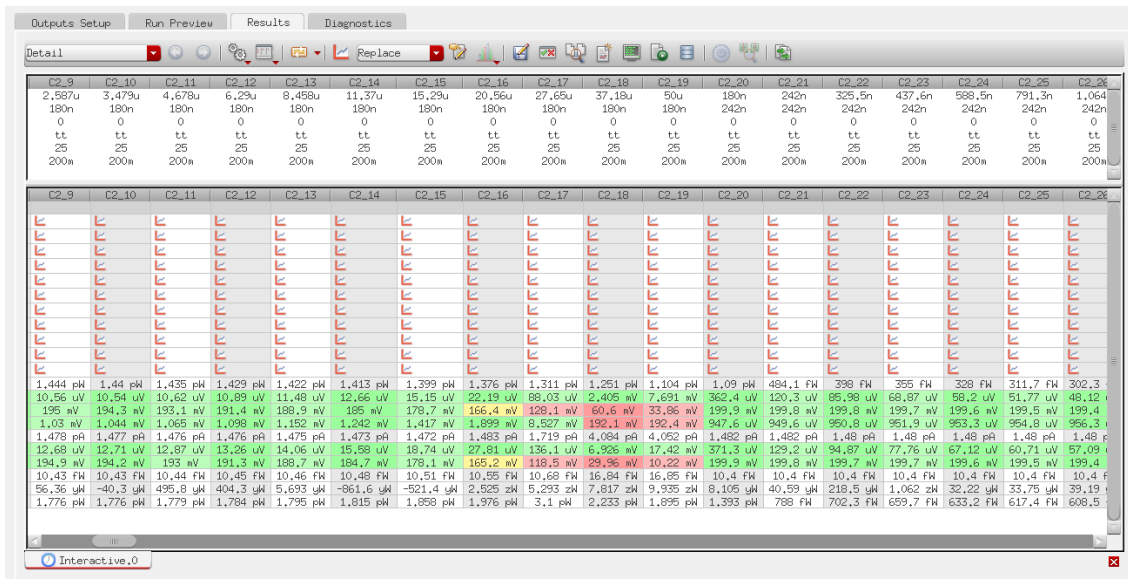 Outputs Setup Run Preview Results Diagnostics
Detail Replace
C2_9 C2_10 C2_11 C2_12 C2_13 C2_14 C2_15 C2_16 C2_17 C2_18 C2_19 C2_20 C2_21 C2_22 C2_23 C2_24 C2_25 C2_26
2.587u 3.479u 4.678u 6.29u 8.458u 11.37u 15.29u 20.56u 27.65u 37.18u 50u 180n 242n 325.5n 437.6n 588.5n 791.3n 1.064
180n 180n 180n 180n 180n 180n 180n 180n 180n 180n 180n 242n 242n 242n 242n 242n 242n 242n
0 0 0 0 0 0 0 0 0 0 0 0 0 0 0 0 0 0
tt tt tt tt tt tt tt tt tt tt tt tt tt tt tt tt tt tt
25 25 25 25 25 25 25 25 25 25 25 25 25 25 25 25 25 25
200m 200m 200m 200m 200m 200m 200m 200m 200m 200m 200m 200m 200m 200m 200m 200m 200m 200m
C2_9 C2_10 C2_11 C2_12 C2_13 C2_14 C2_15 C2_16 C2_17 C2_18 C2_19 C2_20 C2_21 C2_22 C2_23 C2_24 C2_25 C2_26
1.444 pW 1.44 pW 1.435 pW 1.429 pW 1.422 pW 1.413 pW 1.399 pW 1.376 pW 1.311 pW 1.251 pW 1.104 pW 1.09 pW 484.1 fW 398 fW 355 fW 328 fW 311.7 fW 302.3
10.56 uV 10.54 uV 10.62 uV 10.89 uV 11.48 uV 12.66 uV 15.15 uV 22.19 uV 88.03 uV 2.405 mV 7.691 mV 362.4 uV 120.3 uV 85.98 uV 68.87 uV 58.2 uV 51.77 uV 48.12
195 mV 194.3 mV 193.1 mV 191.4 mV 188.9 mV 185 mV 178.7 mV 166.4 mV 128.1 mV 60.6 mV 33.86 mV 199.9 mV 199.8 mV 199.8 mV 199.7 mV 199.6 mV 199.5 mV 199.4
1.03 mV 1.044 mV 1.065 mV 1.098 mV 1.152 mV 1.242 mV 1.417 mV 1.899 mV 8.527 mV 192.1 mV 192.4 mV 947.6 uV 949.6 uV 950.8 uV 951.9 uV 953.3 uV 954.8 uV 956.3
1.478 pA 1.477 pA 1.476 pA 1.476 pA 1.475 pA 1.473 pA 1.472 pA 1.483 pA 1.719 pA 4.084 pA 4.052 pA 1.482 pA 1.482 pA 1.48 pA 1.48 pA 1.48 pA 1.48 pA 1.48
12.68 uV 12.71 uV 12.87 uV 13.26 uV 14.06 uV 15.58 uV 18.74 uV 27.81 uV 136.1 uV 6.926 mV 17.42 mV 371.3 uV 129.2 uV 94.87 uV 77.76 uV 67.12 uV 60.71 uV 57.09
194.9 mV 194.2 mV 193 mV 191.3 mV 188.7 mV 184.7 mV 178.1 mV 165.2 mV 118.5 mV 29.96 mV 10.22 mV 199.9 mV 199.8 mV 199.7 mV 199.7 mV 199.6 mV 199.5 mV 199.4
10.43 fW 10.43 fW 10.44 fW 10.45 fW 10.46 fW 10.48 fW 10.51 fW 10.55 fW 10.68 fW 16.84 fW 16.85 fW 10.4 fW 10.4 fW 10.4 fW 10.4 fW 10.4 fW 10.4 fW 10.4
56.36 yW -40.3 yW 495.8 yW 404.3 yW 5.693 yW -861.6 yW -521.4 yW 2.525 zW 5.293 zW 7.817 zW 9.935 zW 8.105 yW 40.59 yW 218.5 yW 1.062 zW 32.22 yW 33.75 yW 39.19
1.776 pW 1.776 pW 1.779 pW 1.784 pW 1.795 pW 1.815 pW 1.858 pW 1.976 pW 3.1 pW 2.233 pW 1.895 pW 1.393 pW 788 fW 702.3 fW 659.7 fW 633.2 fW 617.4 fW 608.5
Interactive.0